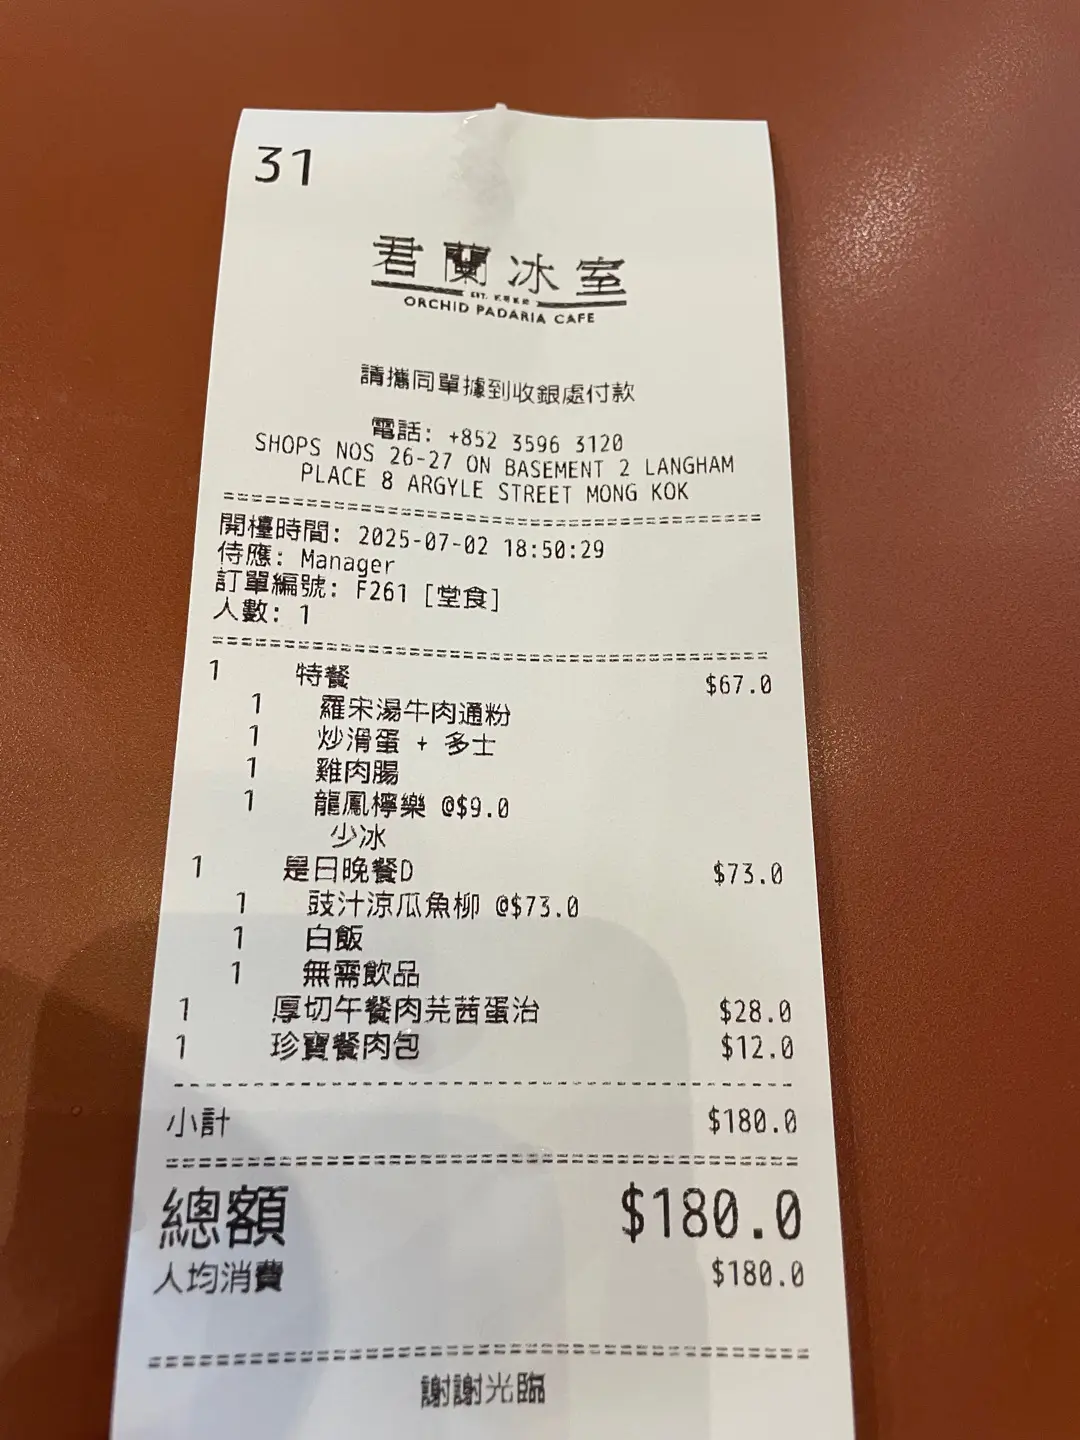 31
君蘭冰室
EST.
ORCHID PADARIA CAFE
請攜同單據到收銀處付款
電話: +852 3596 3120
SHOPS NOS 26-27 ON BASEMENT 2 LANGHAM
PLACE 8 ARGYLE STREET MONG KOK
開檯時間: 2025-07-02 18:50:29
侍應: Manager
訂單編號: F261 [堂食]
人數: 1
1 特餐 $67.0
1 羅宋湯牛肉通粉
1 炒滑蛋 + 多士
1 雞肉腸
1 龍鳳檸樂 @$9.0
少冰
1 是日晚餐D $73.0
1 豉汁涼瓜魚柳 @$73.0
1 白飯
1 無需飲品
1 厚切午餐肉芫茜蛋治 $28.0
1 珍寶餐肉包 $12.0
小計 $180.0
總額 $180.0
人均消費 $180.0
謝謝光臨